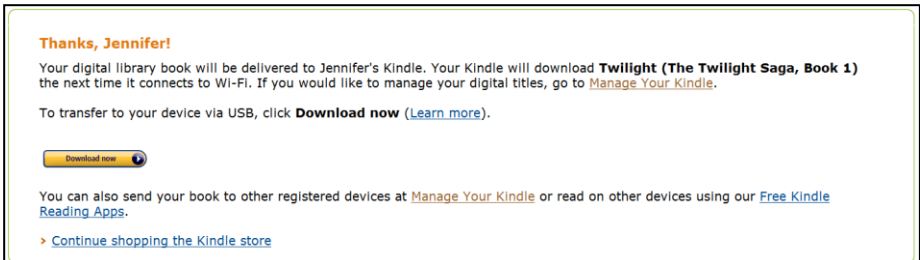 Thanks, Jennifer!
Your digital library book will be delivered to Jennifer's Kindle. Your Kindle will download Twilight (The Twilight Saga, Book 1)
the next time it connects to Wi-Fi. If you would like to manage your digital titles, go to Manage Your Kindle.
To transfer to your device via USB, click Download now (Learn more).
Download now
You can also send your book to other registered devices at Manage Your Kindle or read on other devices using our Free Kindle
Reading Apps.
› Continue shopping the Kindle store